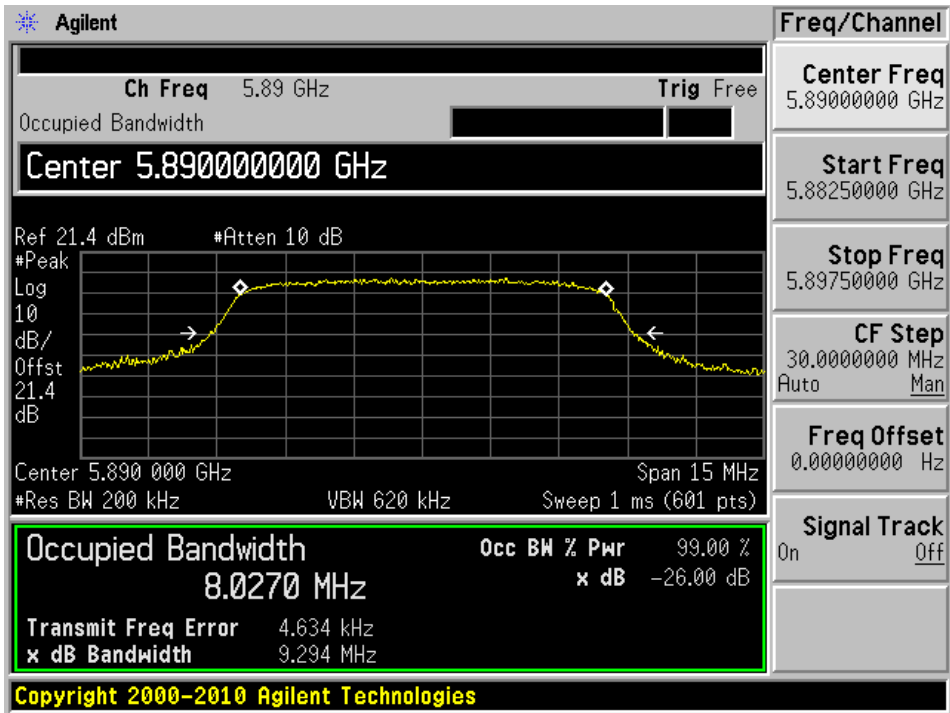 Agilent
Freq/Channel
Ch Freq 5.89 GHz Trig Free
Occupied Bandwidth
Center 5.890000000 GHz
Ref 21.4 dBm #Atten 10 dB
#Peak
Log
10
dB/
Offst
21.4
dB
Center 5.890 000 GHz Span 15 MHz
#Res BW 200 kHz VBW 620 kHz Sweep 1 ms (601 pts)
Occupied Bandwidth Occ BW % Pwr 99.00 %
8.0270 MHz x dB -26.00 dB
Transmit Freq Error 4.634 kHz
x dB Bandwidth 9.294 MHz
Copyright 2000-2010 Agilent Technologies
Center Freq
5.89000000 GHz
Start Freq
5.88250000 GHz
Stop Freq
5.89750000 GHz
CF Step
30.0000000 MHz
Auto Man
Freq Offset
0.00000000 Hz
Signal Track
On Off